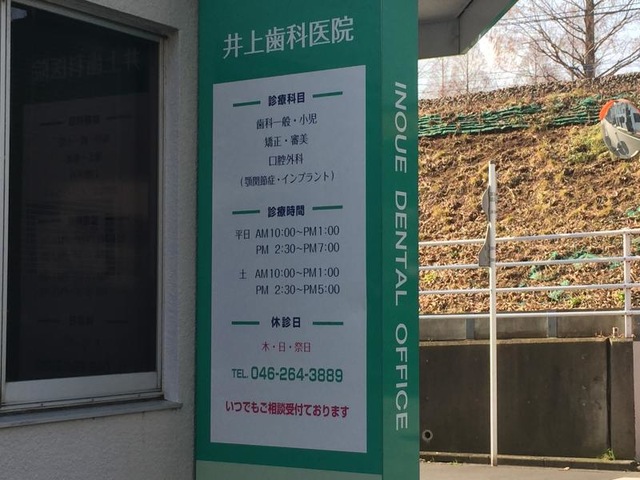 井上歯科医院
診療科目
歯科一般・小児
矯正・審美
口腔外科
(顎関節症・インプラント)
診療時間
平日 AM10:00~PM1:00
PM 2:30~PM7:00
土 AM10:00~PM1:00
PM 2:30~PM5:00
休診日
木・日・祭日
TEL. 046-264-3889
いつでもご相談受付ております
INOUE DENTAL OFFICE